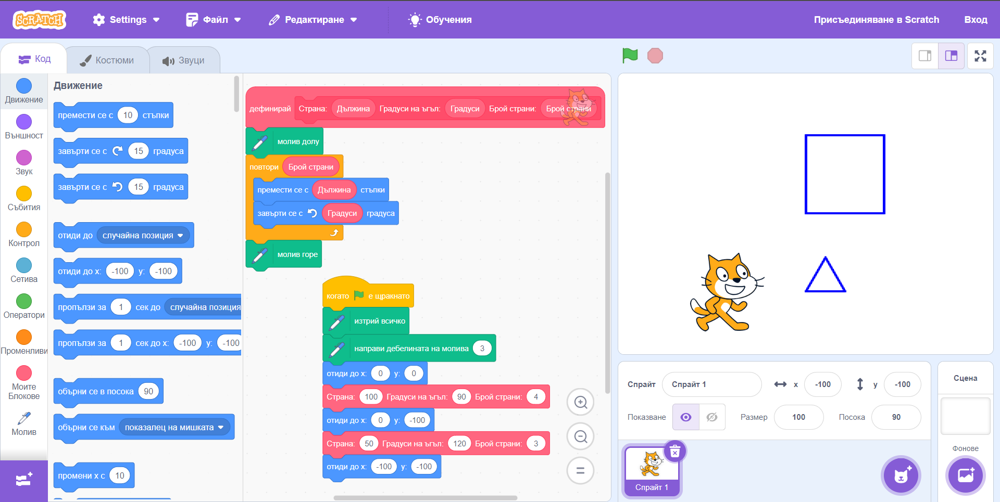 SCRATCH Settings Файл Редактиране Обучения Присъединяване в Scratch Вход
Код Костюми Звуци
Движение
Външност
Звук
Събития
Контрол
Сетива
Оператори
Променливи
Моите
Блокове
Молив
Движение
премести се с 10 стъпки
завърти се с 15 градуса
завърти се с 15 градуса
отиди до случайна позиция
отиди до x: -100 y: -100
пропълзи за 1 сек до случайна позиция
пропълзи за 1 сек до x: -100 y: -100
обърни се в посока 90
обърни се към показалец на мишката
промени x с 10
дефинирай Страна: Дължина Градуси на ъгъл: Градуси Брой страни: Брой страни
молив долу
повтори Брой страни
премести се с Дължина стъпки
завърти се с Градуси градуса
молив горе
когато е щракнато
изтрий всичко
направи дебелината на молива 3
отиди до x: 0 y: 0
Страна: 100 Градуси на ъгъл: 90 Брой страни: 4
отиди до x: 0 y: -100
Страна: 50 Градуси на ъгъл: 120 Брой страни: 3
отиди до x: -100 y: -100
Спрайт Спрайт 1 x -100 y -100
Показване Размер 100 Посока 90
Спрайт 1
Сцена
Фонове